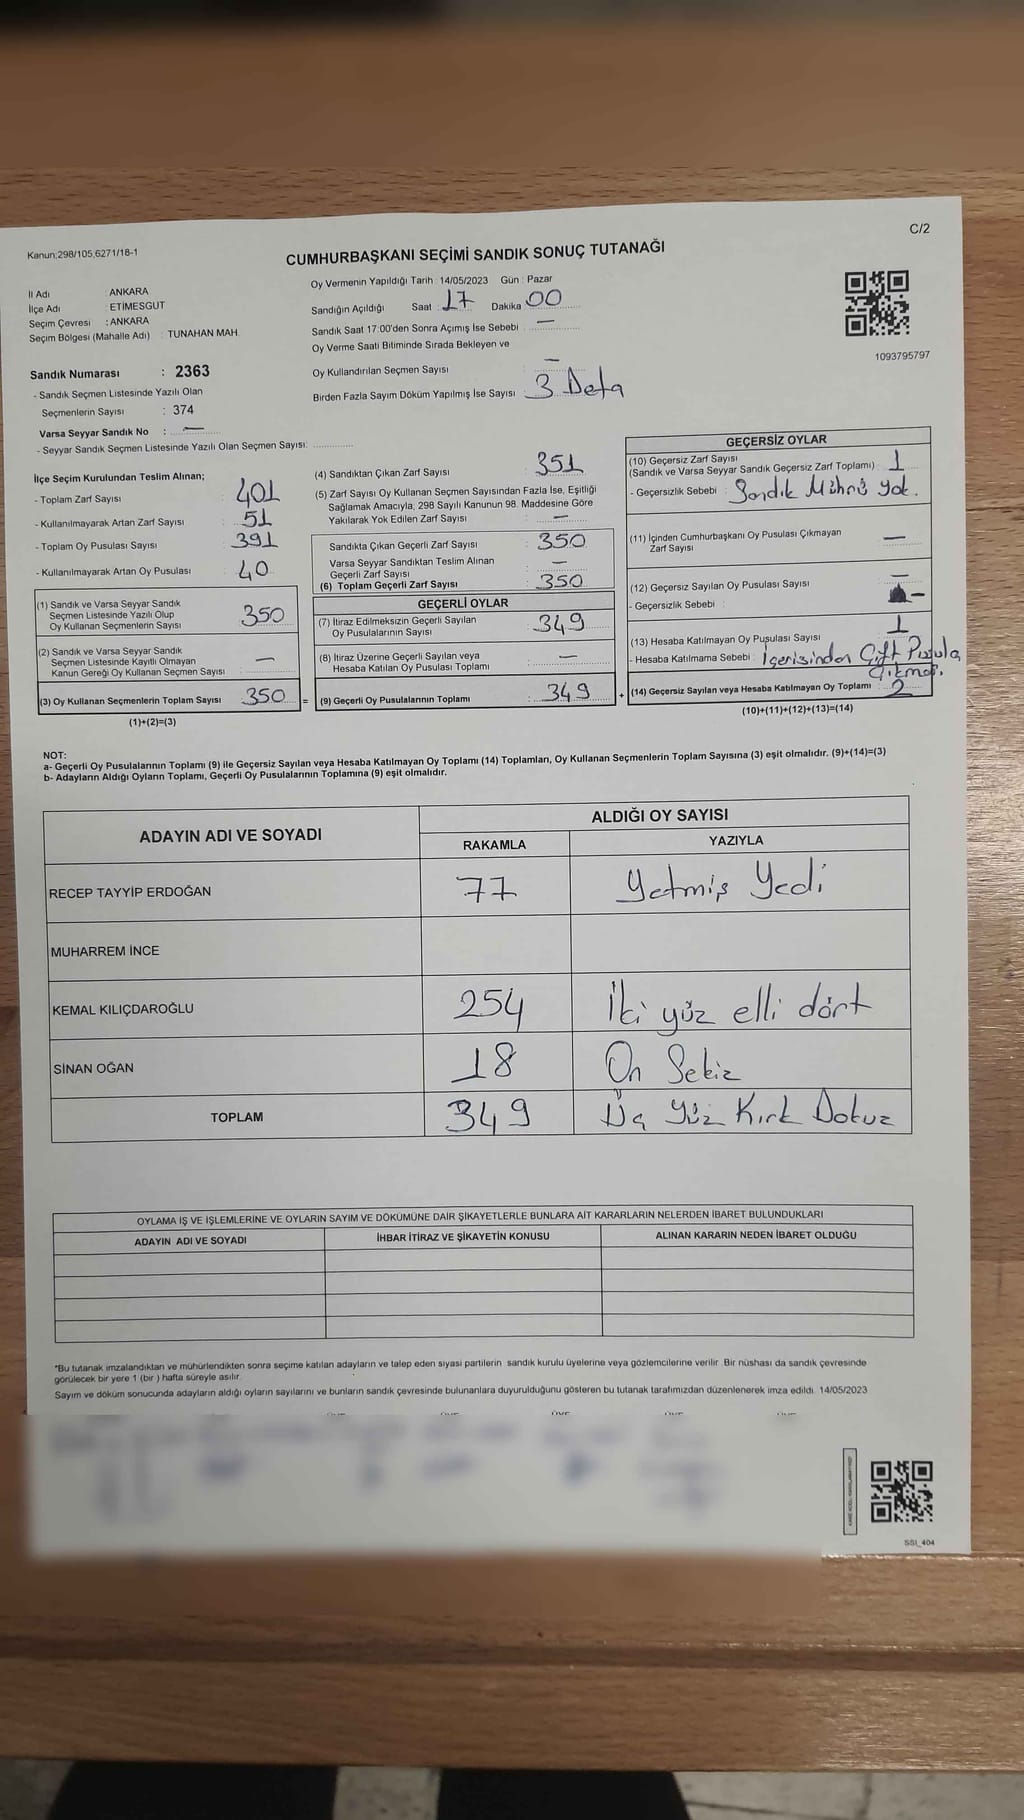 C/2
Kanun;298/105,6271/18-1
CUMHURBAŞKANI SEÇİMİ SANDIK SONUÇ TUTANAĞI
İl Adı : ANKARA
İlçe Adı : ETİMESGUT
Seçim Çevresi : ANKARA
Seçim Bölgesi (Mahalle Adı) : TUNAHAN MAH.
Sandık Numarası : 2363
- Sandık Seçmen Listesinde Yazılı Olan
Seçmenlerin Sayısı : 374
Varsa Seyyar Sandık No : —
- Seyyar Sandık Seçmen Listesinde Yazılı Olan Seçmen Sayısı: ..............
Oy Vermenin Yapıldığı Tarih : 14/05/2023 Gün : Pazar
Sandığın Açıldığı Saat 17 Dakika 00
Sandık Saat 17:00'den Sonra Açımış İse Sebebi : —
Oy Verme Saati Bitiminde Sırada Bekleyen ve
Oy Kullandırılan Seçmen Sayısı : —
Birden Fazla Sayım Döküm Yapılmış İse Sayısı : 3 Defa
1093795797
İlçe Seçim Kurulundan Teslim Alınan;
- Toplam Zarf Sayısı : 401
- Kullanılmayarak Artan Zarf Sayısı : 51
- Toplam Oy Pusulası Sayısı : 391
- Kullanılmayarak Artan Oy Pusulası : 40
(1) Sandık ve Varsa Seyyar Sandık
Seçmen Listesinde Yazılı Olup
Oy Kullanan Seçmenlerin Sayısı : 350
(2) Sandık ve Varsa Seyyar Sandık
Seçmen Listesinde Kayıtlı Olmayan
Kanun Gereği Oy Kullanan Seçmen Sayısı : —
(3) Oy Kullanan Seçmenlerin Toplam Sayısı : 350 =
(1)+(2)=(3)
(4) Sandıktan Çıkan Zarf Sayısı : 351
(5) Zarf Sayısı Oy Kullanan Seçmen Sayısından Fazla İse, Eşitliği
Sağlamak Amacıyla, 298 Sayılı Kanunun 98. Maddesine Göre
Yakılarak Yok Edilen Zarf Sayısı : —
Sandıkta Çıkan Geçerli Zarf Sayısı : 350
Varsa Seyyar Sandıktan Teslim Alınan
Geçerli Zarf Sayısı : —
(6) Toplam Geçerli Zarf Sayısı : 350
GEÇERLİ OYLAR
(7) İtiraz Edilmeksizin Geçerli Sayılan
Oy Pusulalarının Sayısı : 349
(8) İtiraz Üzerine Geçerli Sayılan veya
Hesaba Katılan Oy Pusulası Toplamı : —
(9) Geçerli Oy Pusulalarının Toplamı : 349 +
GEÇERSİZ OYLAR
(10) Geçersiz Zarf Sayısı
(Sandık ve Varsa Seyyar Sandık Geçersiz Zarf Toplamı) : 1
- Geçersizlik Sebebi : Sandık Mührü Yok.
(11) İçinden Cumhurbaşkanı Oy Pusulası Çıkmayan
Zarf Sayısı : —
(12) Geçersiz Sayılan Oy Pusulası Sayısı : —
- Geçersizlik Sebebi : —
(13) Hesaba Katılmayan Oy Pusulası Sayısı : 1
- Hesaba Katılmama Sebebi : İçerisinden Çift Pusula
Çıkması.
(14) Geçersiz Sayılan veya Hesaba Katılmayan Oy Toplamı : 2
(10)+(11)+(12)+(13)=(14)
NOT:
a- Geçerli Oy Pusulalarının Toplamı (9) ile Geçersiz Sayılan veya Hesaba Katılmayan Oy Toplamı (14) Toplamları, Oy Kullanan Seçmenlerin Toplam Sayısına (3) eşit olmalıdır. (9)+(14)=(3)
b- Adayların Aldığı Oyların Toplamı, Geçerli Oy Pusulalarının Toplamına (9) eşit olmalıdır.
ADAYIN ADI VE SOYADI
ALDIĞI OY SAYISI
RAKAMLA YAZIYLA
RECEP TAYYİP ERDOĞAN 77 Yetmiş Yedi
MUHARREM İNCE
KEMAL KILIÇDAROĞLU 254 İki yüz elli dört
SİNAN OĞAN 18 On Sekiz
TOPLAM 349 Üç Yüz Kırk Dokuz
OYLAMA İŞ VE İŞLEMLERİNE VE OYLARIN SAYIM VE DÖKÜMÜNE DAİR ŞİKAYETLERLE BUNLARA AİT KARARLARIN NELERDEN İBARET BULUNDUKLARI
ADAYIN ADI VE SOYADI İHBAR İTİRAZ VE ŞİKAYETİN KONUSU ALINAN KARARIN NEDEN İBARET OLDUĞU
*Bu tutanak imzalandıktan ve mühürlendikten sonra seçime katılan adayların ve talep eden siyasi partilerin sandık kurulu üyelerine veya gözlemcilerine verilir. Bir nüshası da sandık çevresinde
görülecek bir yere 1 (bir ) hafta süreyle asılır.
Sayım ve döküm sonucunda adayların aldığı oyların sayılarını ve bunların sandık çevresinde bulunanlara duyurulduğunu gösteren bu tutanak tarafımızdan düzenlenerek imza edildi. 14/05/2023
SSI_404